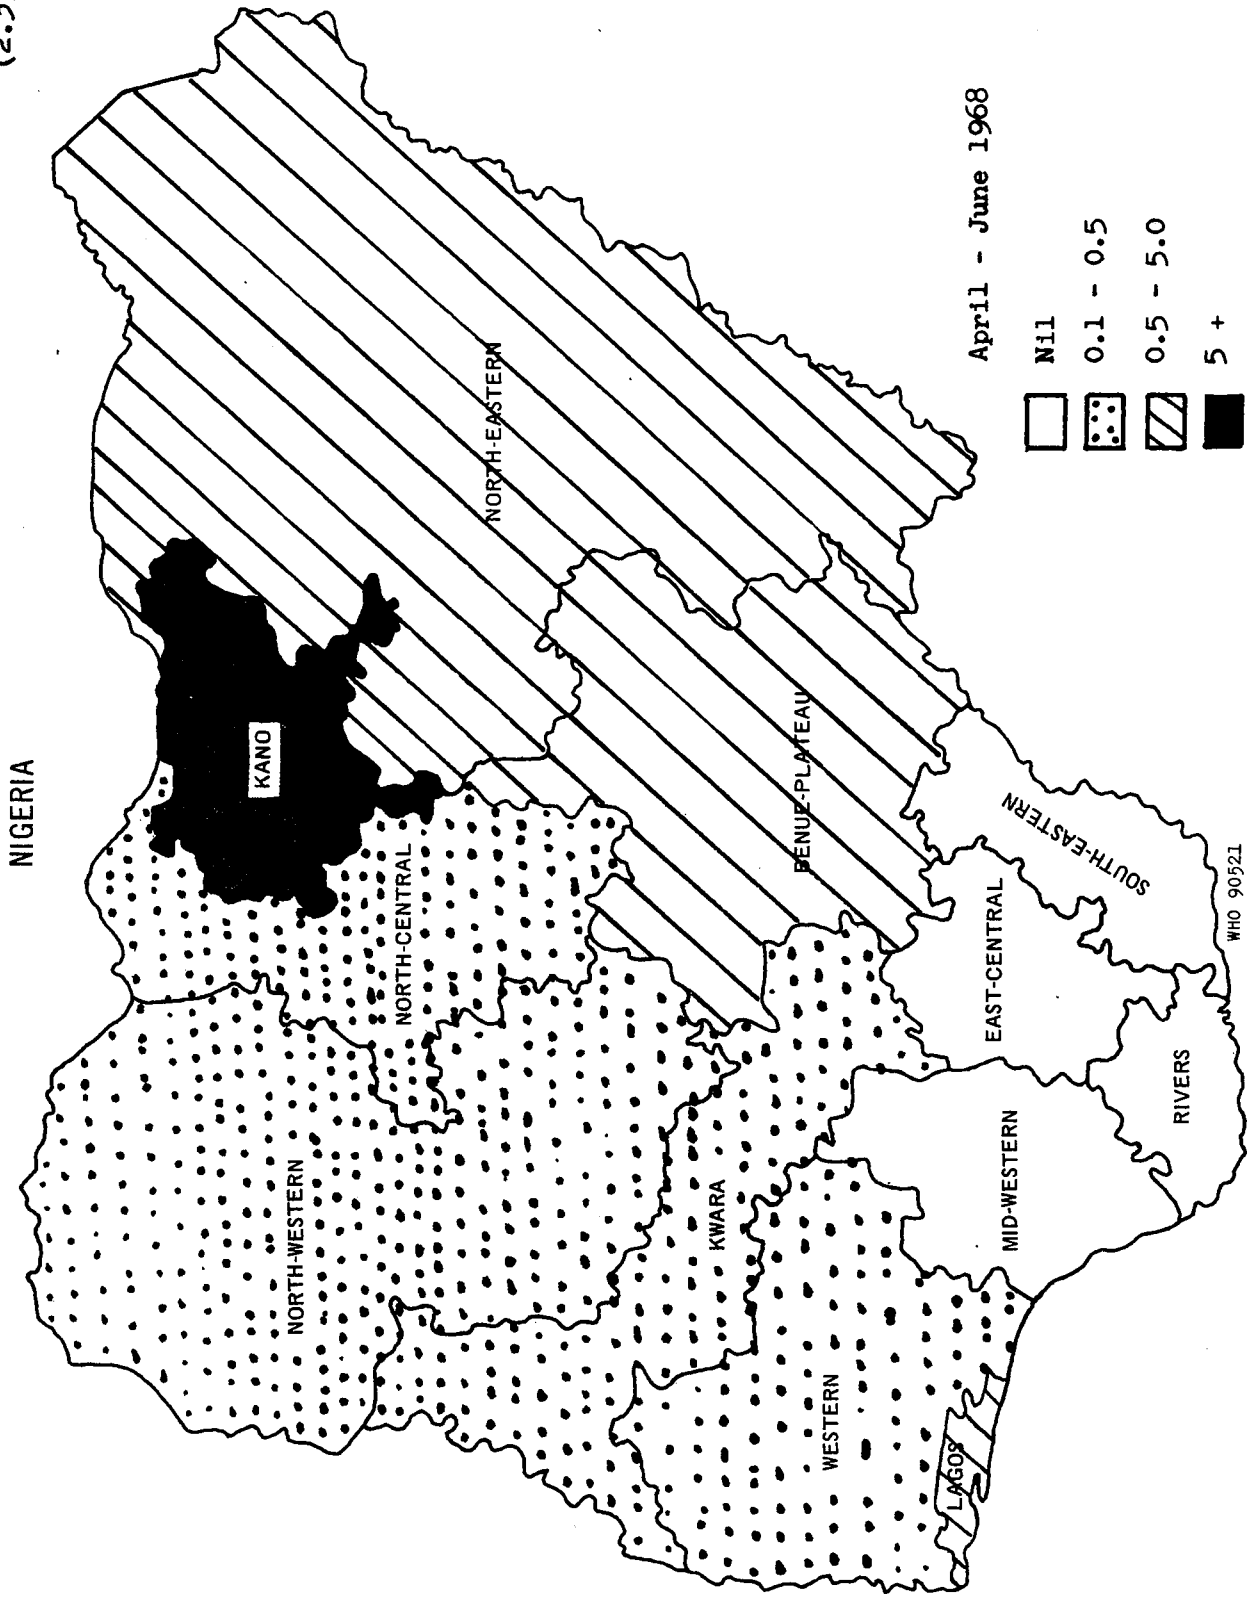 (2.3
NIGERIA
KANO
NORTH-EASTERN
NORTH-CENTRAL
NORTH-WESTERN
BENUE-PLATEAU
KWARA
WESTERN
LAGOS
MID-WESTERN
EAST-CENTRAL
SOUTH-EASTERN
RIVERS
April - June 1968
Nil
0.1 - 0.5
0.5 - 5.0
5 +
WHO 90521